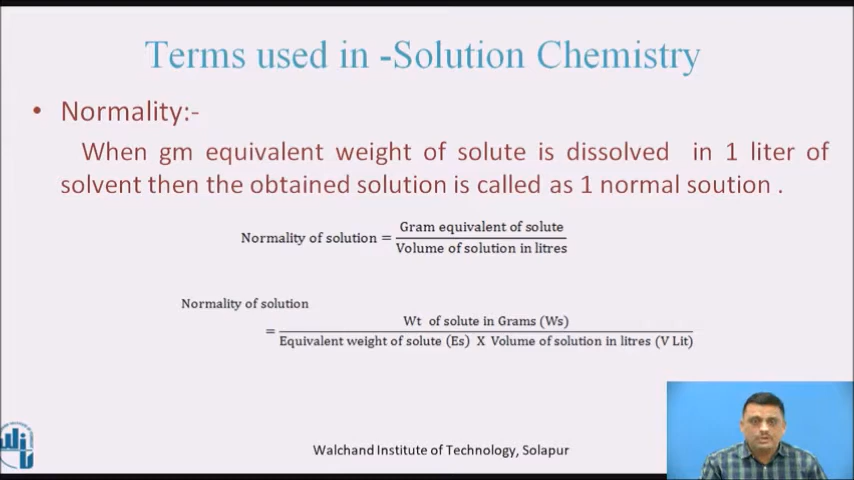 Terms used in -Solution Chemistry
• Normality:-
When gm equivalent weight of solute is dissolved in 1 liter of
solvent then the obtained solution is called as 1 normal soution .
Normality of solution = Gram equivalent of solute / Volume of solution in litres
Normality of solution
= Wt of solute in Grams (Ws) / Equivalent weight of solute (Es) X Volume of solution in litres (V Lit)
Walchand Institute of Technology, Solapur